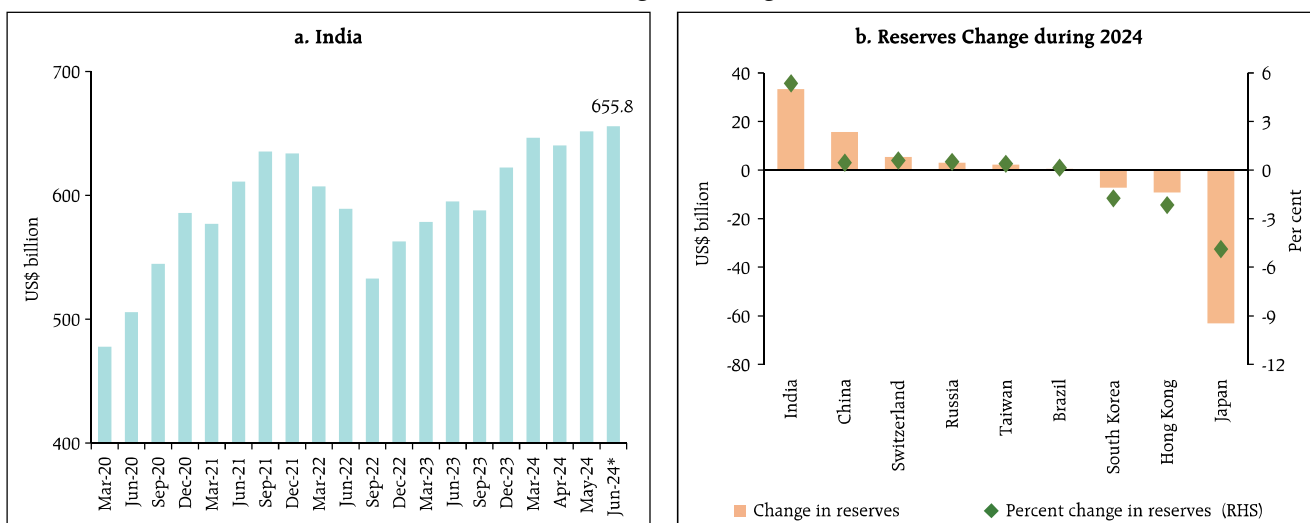 a. India
US$ billion
700
600
500
400
655.8
Mar-20
Jun-20
Sep-20
Dec-20
Mar-21
Jun-21
Sep-21
Dec-21
Mar-22
Jun-22
Sep-22
Dec-22
Mar-23
Jun-23
Sep-23
Dec-23
Mar-24
Apr-24
May-24
Jun-24*
b. Reserves Change during 2024
US$ billion
40
20
0
-20
-40
-60
-80
6
3
0
-3
-6
-9
-12
Per cent
India
China
Switzerland
Russia
Taiwan
Brazil
South Korea
Hong Kong
Japan
Change in reserves
Percent change in reserves (RHS)